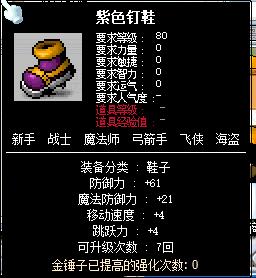 紫色钉鞋
要求等级: 80
要求力量: 0
要求敏捷: 0
要求智力: 0
要求运气: 0
要求人气度: -
道具等级: -
道具经验值: -
新手 战士 魔法师 弓箭手 飞侠 海盗
装备分类 : 鞋子
防御力 : +61
魔法防御力 : +21
移动速度 : +4
跳跃力 : +4
可升级次数 : 7回
金锤子已提高的强化次数: 0